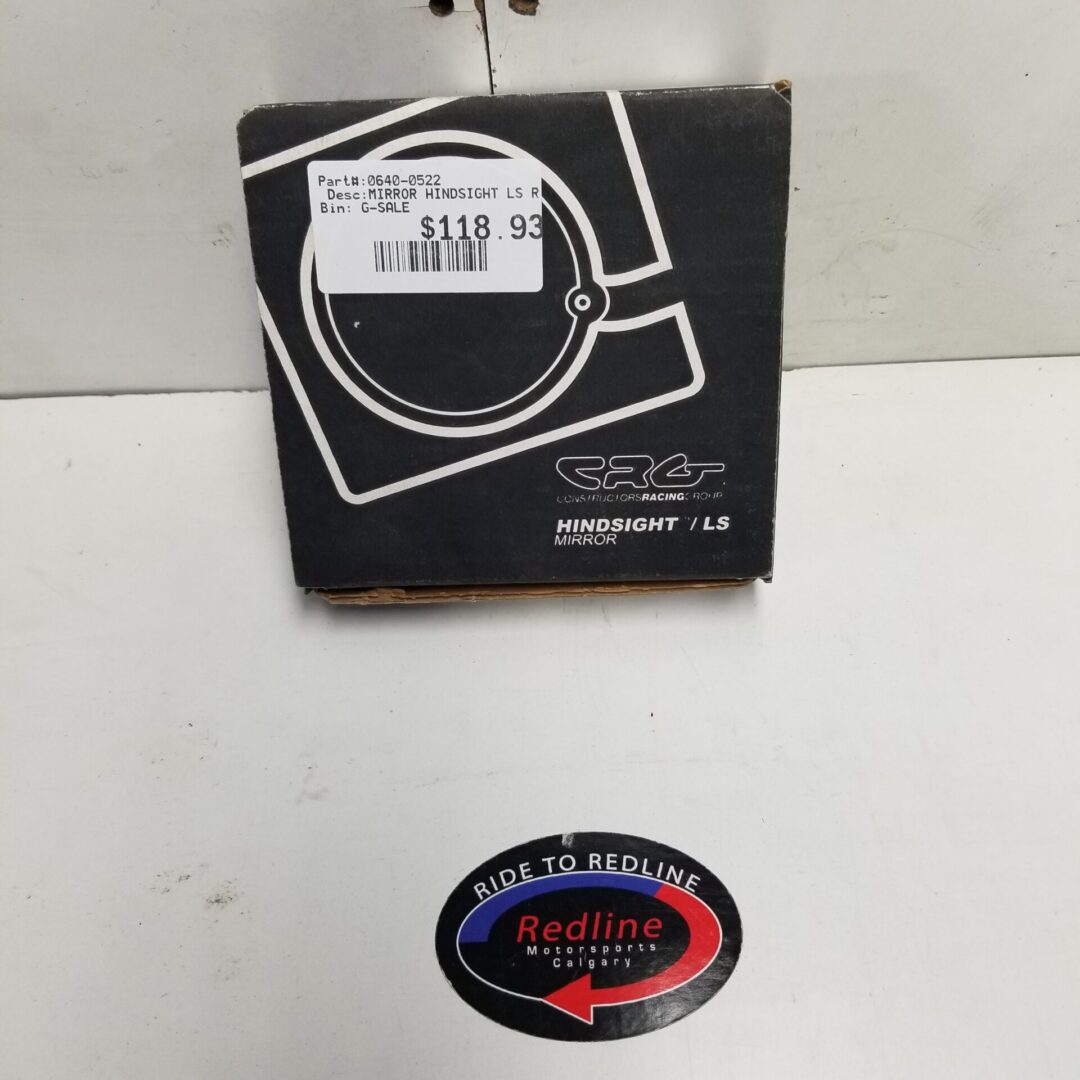 Part#:0640-0522
Desc:MIRROR HINDSIGHT LS R
Bin: G-SALE
$118.93
CRG
CONSTRUCTORSRACINGGROUP
HINDSIGHT / LS
MIRROR
RIDE TO REDLINE
Redline
Motorsports
Calgary